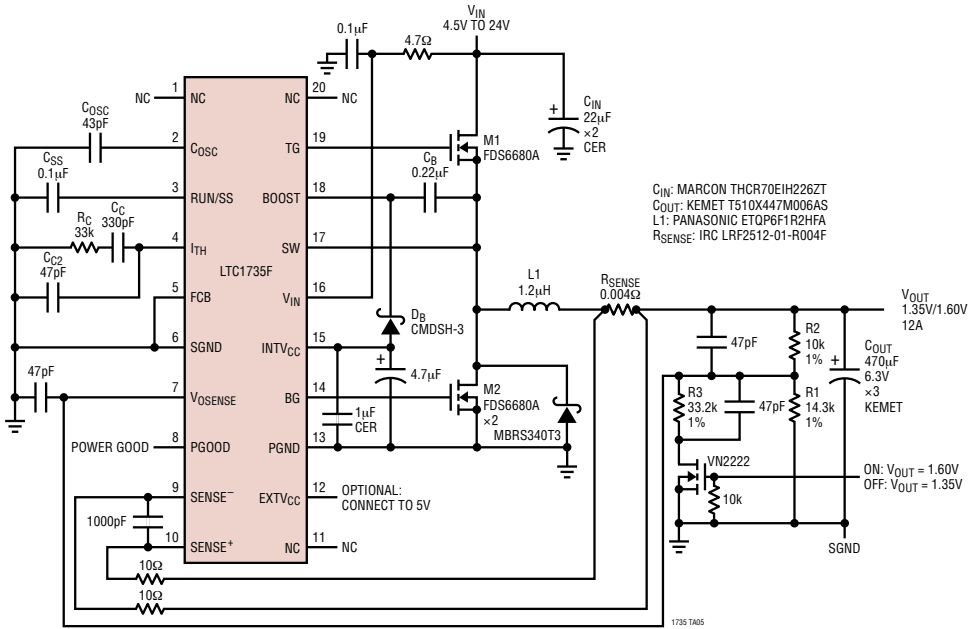 VIN
4.5V TO 24V
0.1µF
4.7Ω
CIN
22µF
×2
CER
1
NC
NC
20
NC
NC
COSC
43pF
2
COSC
19
TG
M1
FDS6680A
CSS
0.1µF
3
RUN/SS
18
BOOST
CB
0.22µF
CIN: MARCON THCR70EIH226ZT
COUT: KEMET T510X447M006AS
L1: PANASONIC ETQP6F1R2HFA
RSENSE: IRC LRF2512-01-R004F
RC
33k
CC
330pF
4
ITH
17
SW
LTC1735F
CC2
47pF
5
FCB
16
VIN
L1
1.2µH
RSENSE
0.004Ω
VOUT
1.35V/1.60V
12A
DB
CMDSH-3
6
SGND
15
INTVCC
47pF
R2
10k
1%
COUT
470µF
6.3V
×3
KEMET
4.7µF
47pF
7
VOSENSE
14
BG
M2
FDS6680A
×2
MBRS340T3
1µF
CER
R3
33.2k
1%
47pF
R1
14.3k
1%
POWER GOOD
8
PGOOD
13
PGND
VN2222
10k
ON: VOUT = 1.60V
OFF: VOUT = 1.35V
9
SENSE–
12
EXTVCC
OPTIONAL:
CONNECT TO 5V
1000pF
10
SENSE+
11
NC
NC
SGND
10Ω
10Ω
1735 TA05